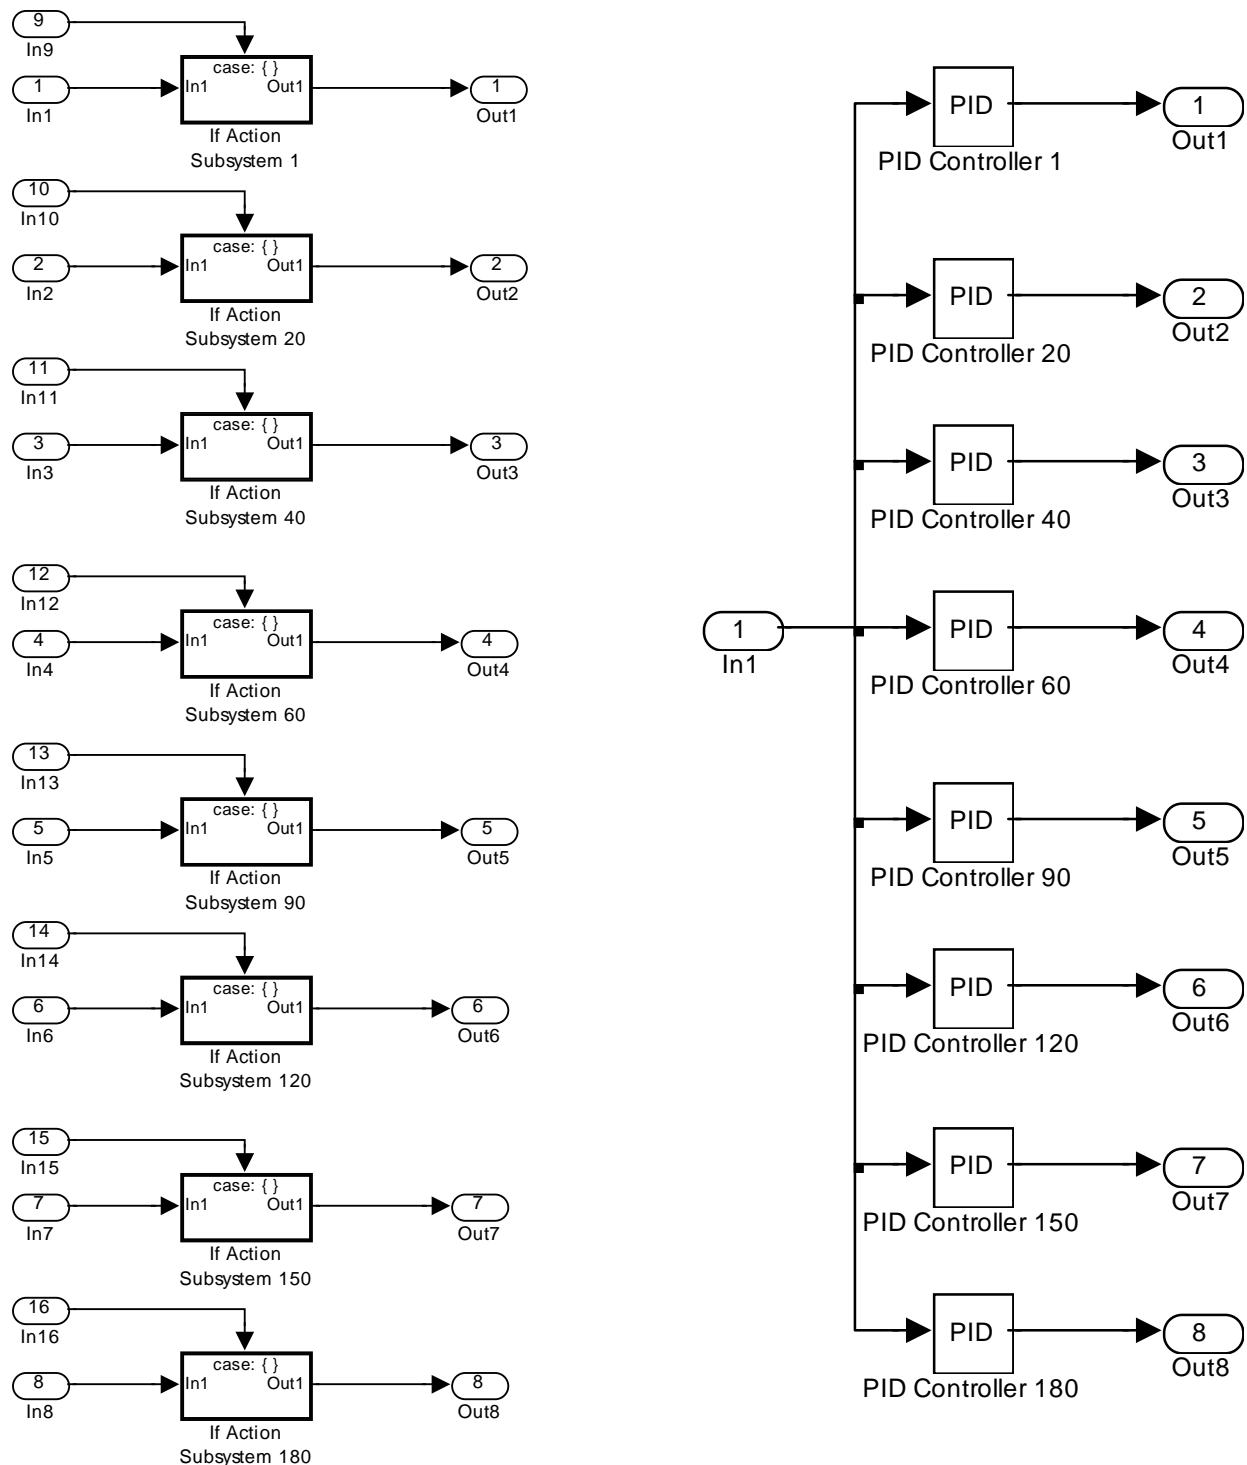 9
In9
case: { }
1
In1
Out1
1
In1
Out1
If Action
Subsystem 1
10
In10
case: { }
2
In1
Out1
2
In2
Out2
If Action
Subsystem 20
11
In11
case: { }
3
In1
Out1
3
In3
Out3
If Action
Subsystem 40
12
In12
case: { }
4
In1
Out1
4
In4
Out4
If Action
Subsystem 60
13
In13
case: { }
5
In1
Out1
5
In5
Out5
If Action
Subsystem 90
14
In14
case: { }
6
In1
Out1
6
In6
Out6
If Action
Subsystem 120
15
In15
case: { }
7
In1
Out1
7
In7
Out7
If Action
Subsystem 150
16
In16
case: { }
8
In1
Out1
8
In8
Out8
If Action
Subsystem 180
PID
1
Out1
PID Controller 1
PID
2
Out2
PID Controller 20
PID
3
Out3
PID Controller 40
1
In1
PID
4
Out4
PID Controller 60
PID
5
Out5
PID Controller 90
PID
6
Out6
PID Controller 120
PID
7
Out7
PID Controller 150
PID
8
Out8
PID Controller 180